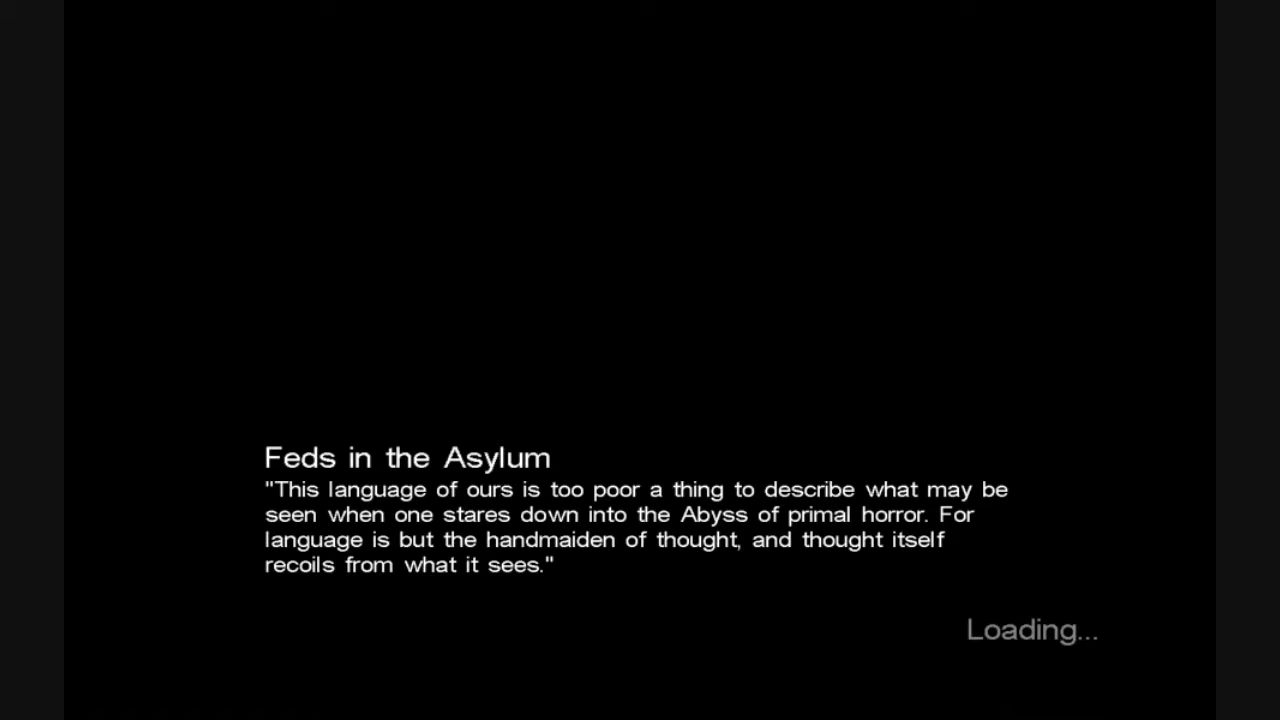 Feds in the Asylum
"This language of ours is too poor a thing to describe what may be
seen when one stares down into the Abyss of primal horror. For
language is but the handmaiden of thought, and thought itself
recoils from what it sees."
Loading...